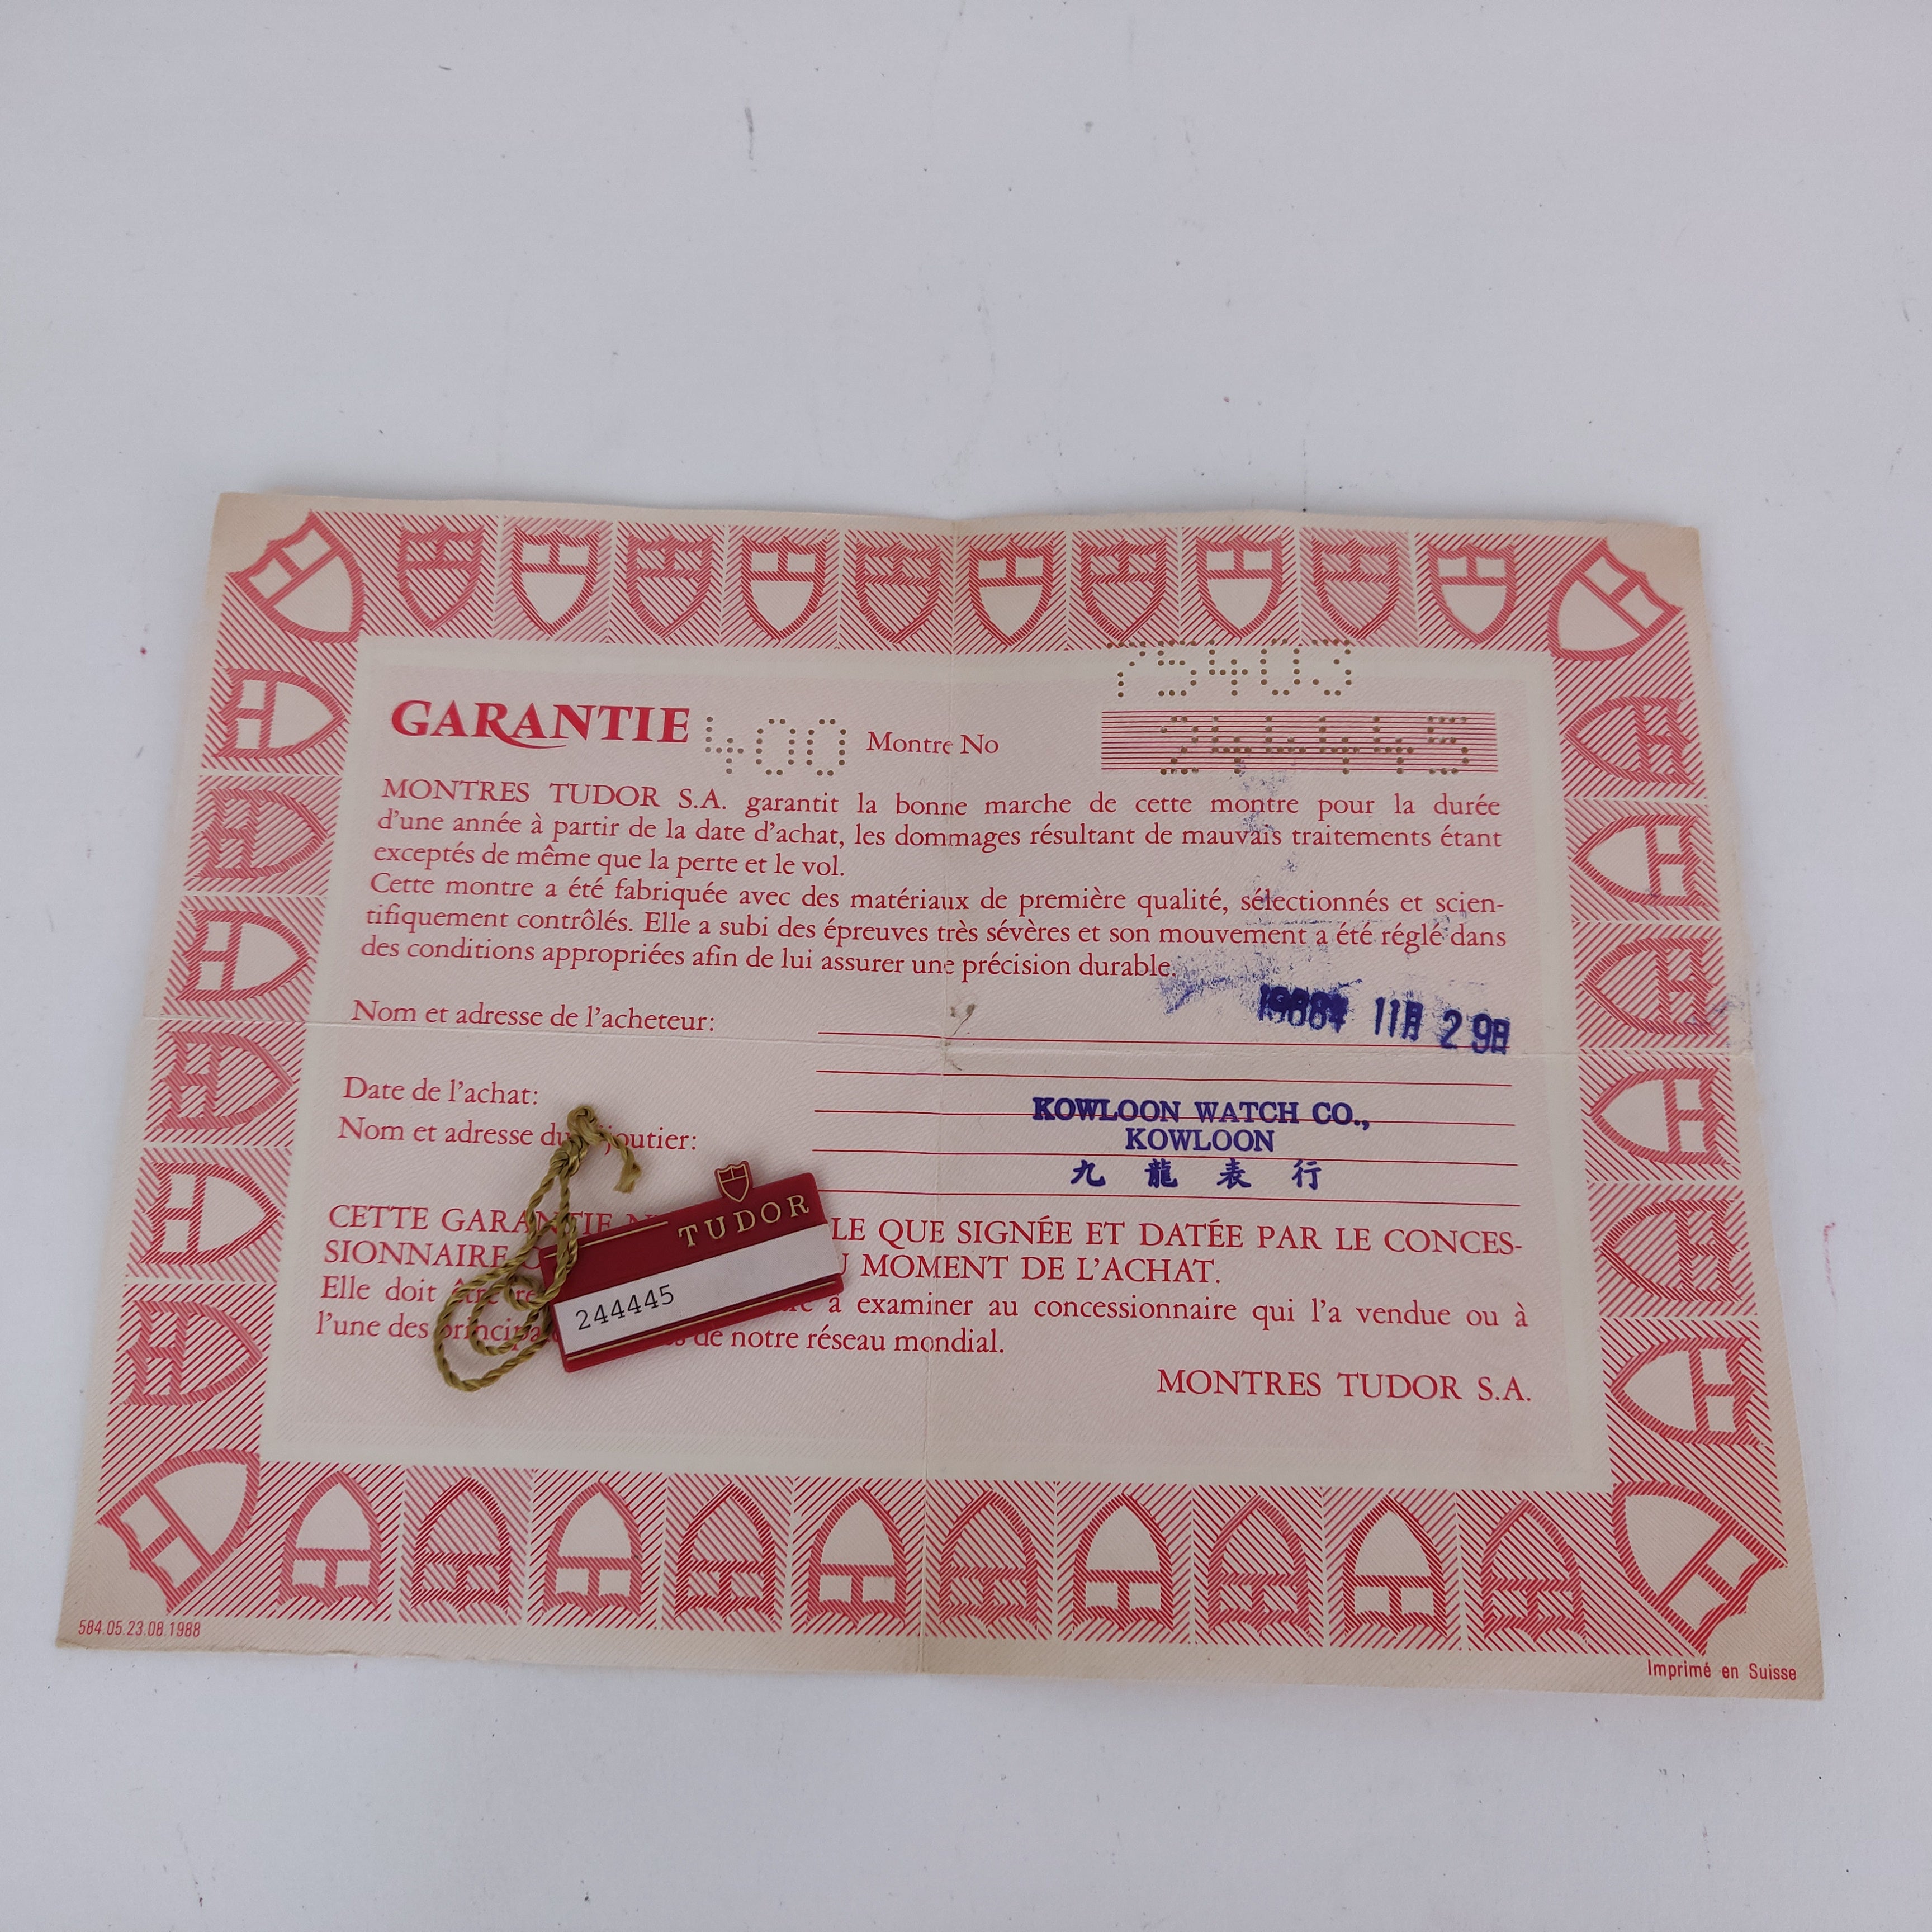 75403
GARANTIE 400 Montre No 244445
MONTRES TUDOR S.A. garantit la bonne marche de cette montre pour la durée
d'une année à partir de la date d'achat, les dommages résultant de mauvais traitements étant
exceptés de même que la perte et le vol.
Cette montre a été fabriquée avec des matériaux de première qualité, sélectionnés et scien-
tifiquement contrôlés. Elle a subi des épreuves très sévères et son mouvement a été réglé dans
des conditions appropriées afin de lui assurer une précision durable.
Nom et adresse de l'acheteur:
11月 29日
Date de l'achat:
KOWLOON WATCH CO.,
Nom et adresse du
KOWLOON
九龍表行
CETTE GARANTIE QUE SIGNÉE ET DATÉE PAR LE CONCES-
SIONNAIRE MOMENT DE L'ACHAT.
Elle doit à examiner au concessionnaire qui l'a vendue ou à
l'une des de notre réseau mondial.
MONTRES TUDOR S.A.
TUDOR
244445
584.05.23.08.1988
Imprimé en Suisse